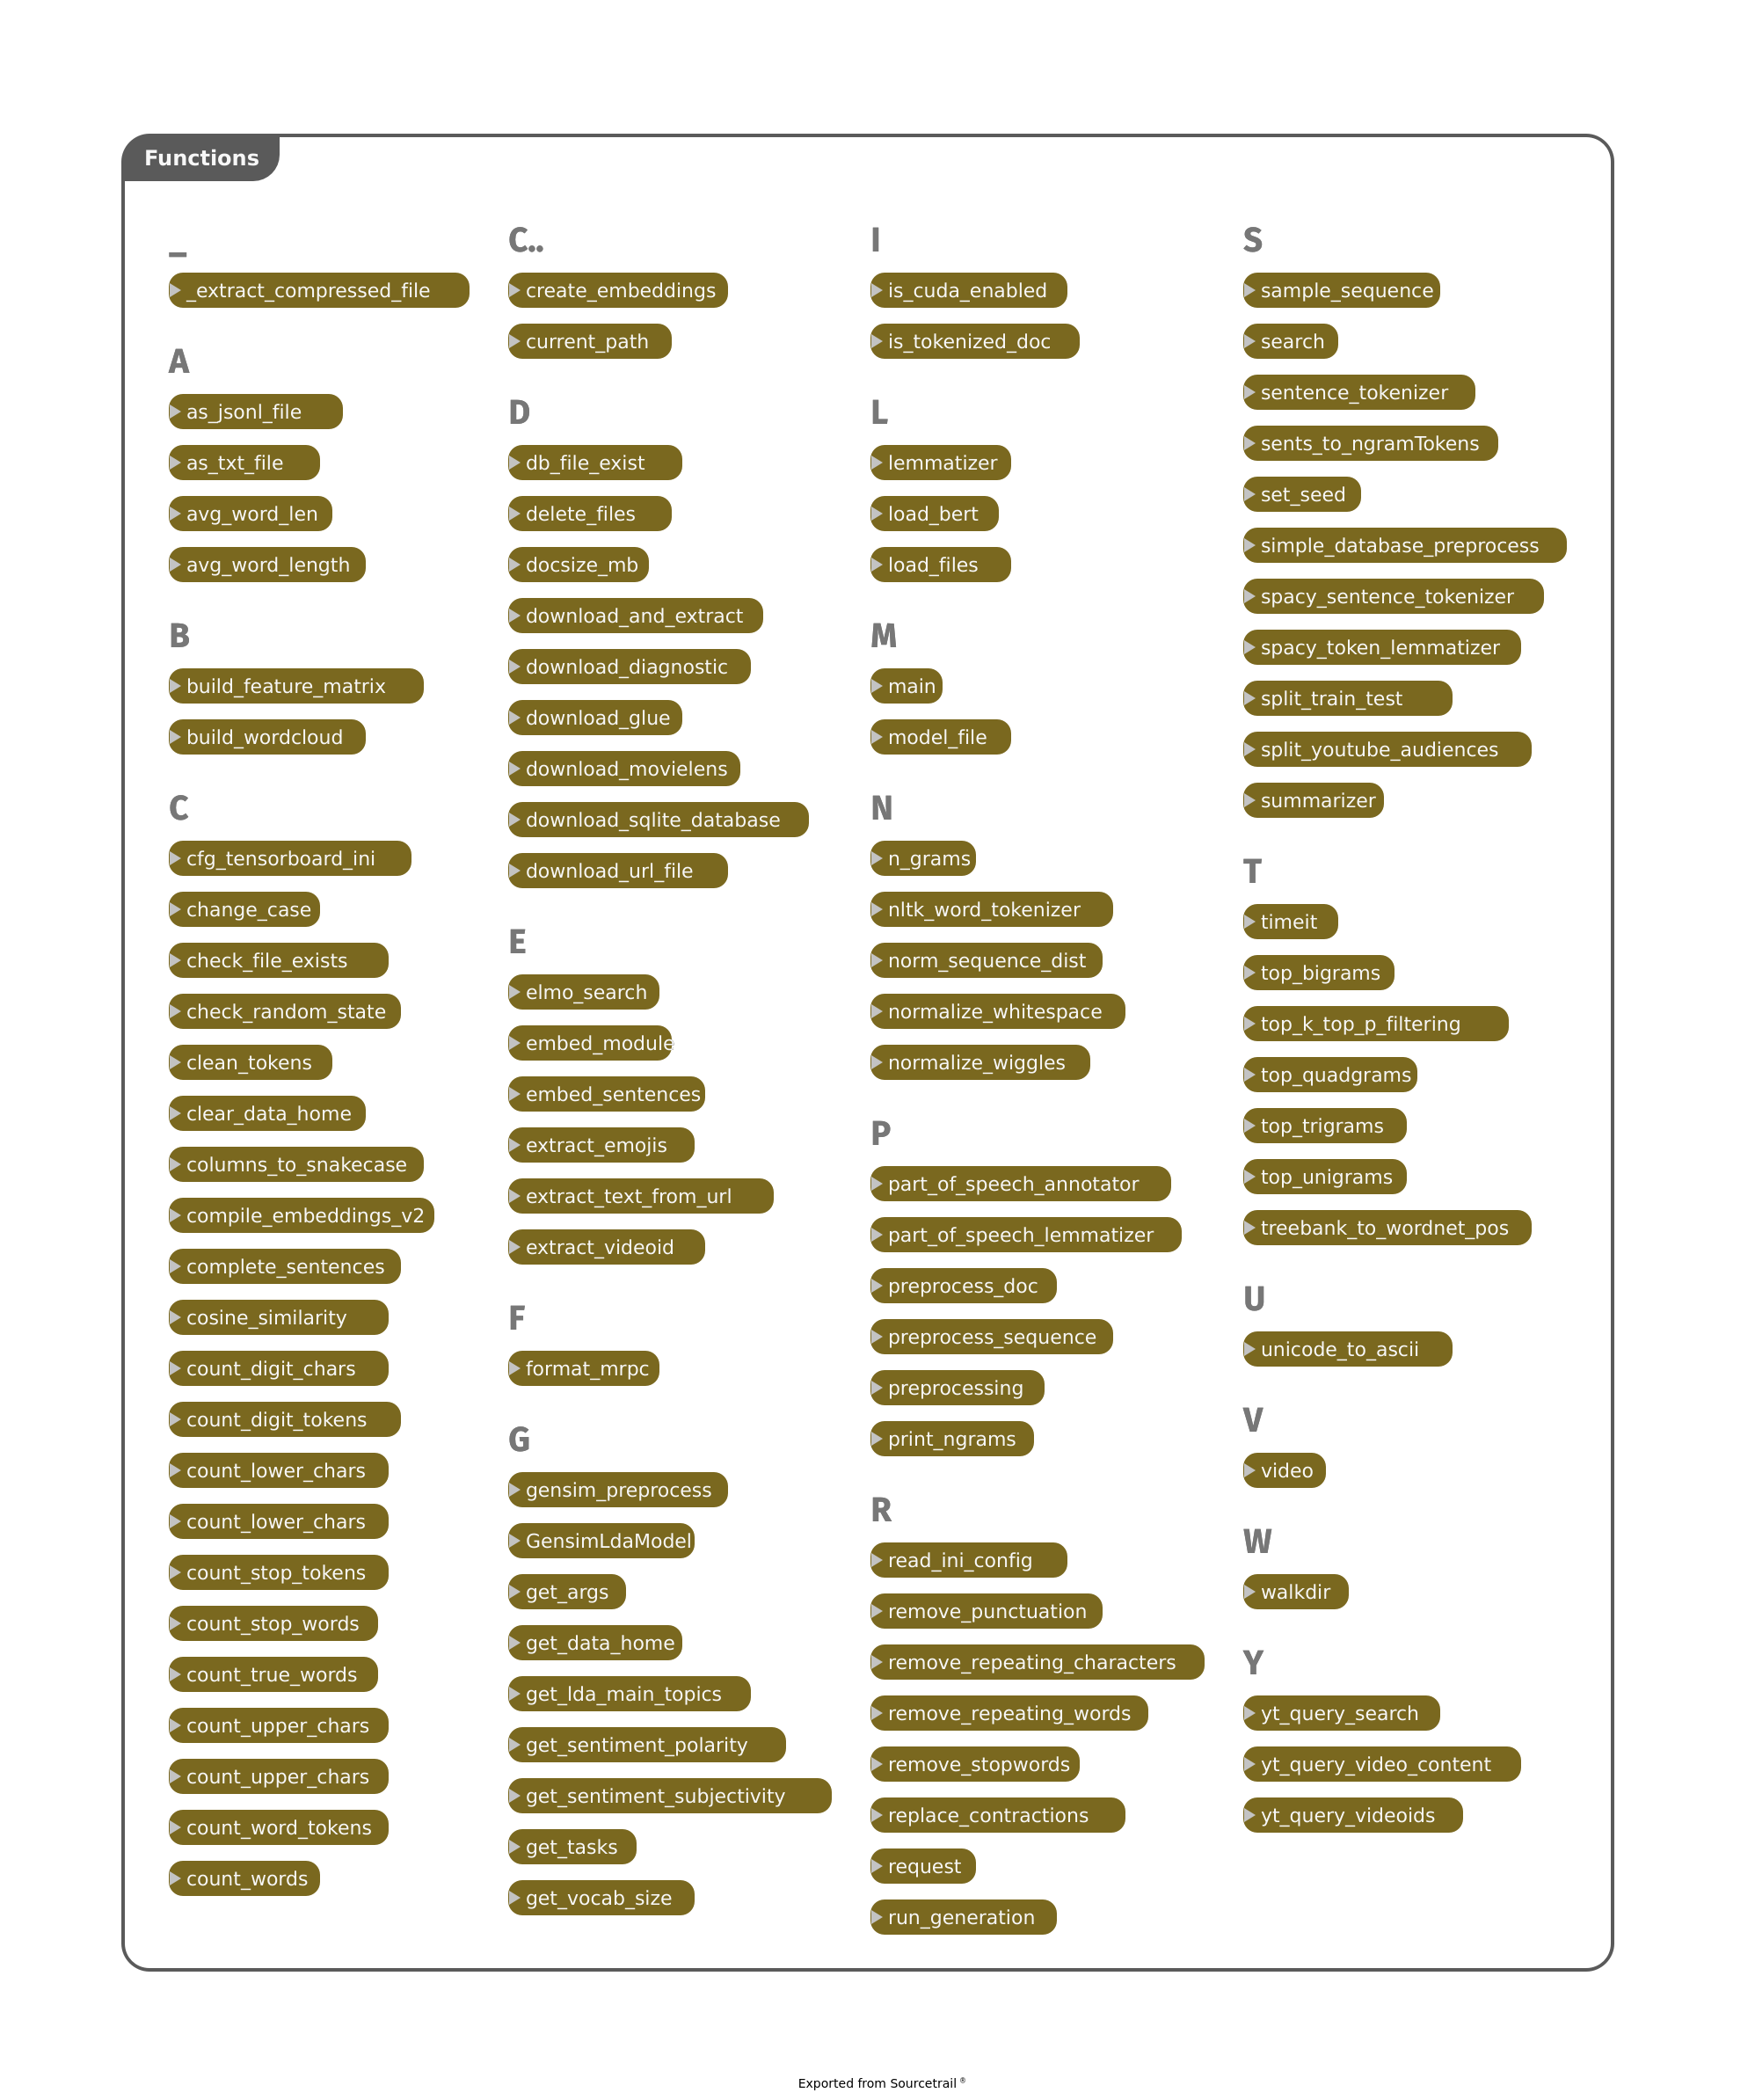 Functions
_
_extract_compressed_file
A
as_jsonl_file
as_txt_file
avg_word_len
avg_word_length
B
build_feature_matrix
build_wordcloud
C
cfg_tensorboard_ini
change_case
check_file_exists
check_random_state
clean_tokens
clear_data_home
columns_to_snakecase
compile_embeddings_v2
complete_sentences
cosine_similarity
count_digit_chars
count_digit_tokens
count_lower_chars
count_lower_chars
count_stop_tokens
count_stop_words
count_true_words
count_upper_chars
count_upper_chars
count_word_tokens
count_words
C..
create_embeddings
current_path
D
db_file_exist
delete_files
docsize_mb
download_and_extract
download_diagnostic
download_glue
download_movielens
download_sqlite_database
download_url_file
E
elmo_search
embed_module
embed_sentences
extract_emojis
extract_text_from_url
extract_videoid
F
format_mrpc
G
gensim_preprocess
GensimLdaModel
get_args
get_data_home
get_lda_main_topics
get_sentiment_polarity
get_sentiment_subjectivity
get_tasks
get_vocab_size
I
is_cuda_enabled
is_tokenized_doc
L
lemmatizer
load_bert
load_files
M
main
model_file
N
n_grams
nltk_word_tokenizer
norm_sequence_dist
normalize_whitespace
normalize_wiggles
P
part_of_speech_annotator
part_of_speech_lemmatizer
preprocess_doc
preprocess_sequence
preprocessing
print_ngrams
R
read_ini_config
remove_punctuation
remove_repeating_characters
remove_repeating_words
remove_stopwords
replace_contractions
request
run_generation
S
sample_sequence
search
sentence_tokenizer
sents_to_ngramTokens
set_seed
simple_database_preprocess
spacy_sentence_tokenizer
spacy_token_lemmatizer
split_train_test
split_youtube_audiences
summarizer
T
timeit
top_bigrams
top_k_top_p_filtering
top_quadgrams
top_trigrams
top_unigrams
treebank_to_wordnet_pos
U
unicode_to_ascii
V
video
W
walkdir
Y
yt_query_search
yt_query_video_content
yt_query_videoids
Exported from Sourcetrail ®